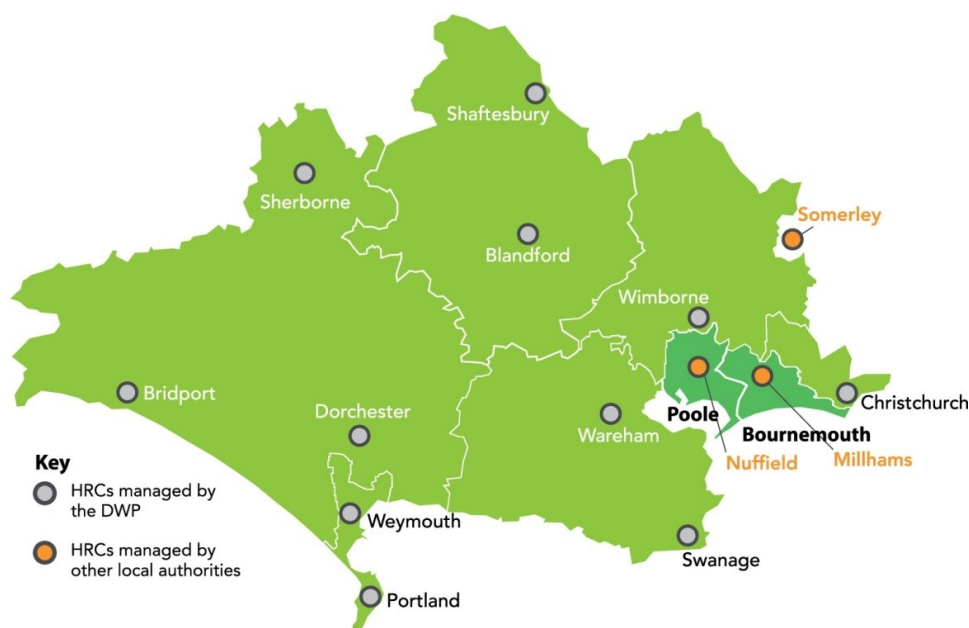 Shaftesbury
Sherborne
Somerley
Blandford
Wimborne
Bridport
Dorchester
Wareham
Poole
Christchurch
Bournemouth
Nuffield
Millhams
Key
HRCs managed by
the DWP
Weymouth
HRCs managed by
other local authorities
Swanage
Portland